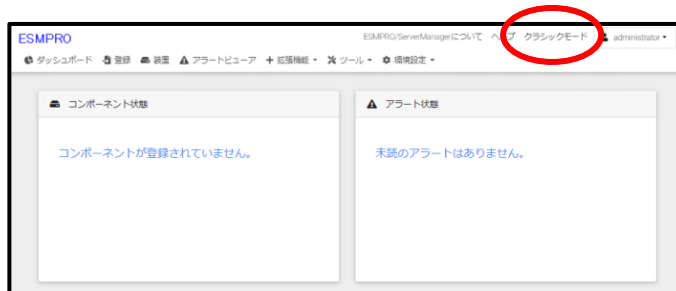 ESMPRO
ESMPRO/ServerManagerについて ヘルプ クラシックモード administrator
ダッシュボード 登録 装置 アラートビューア 拡張機能 ツール 環境設定
コンポーネント状態
コンポーネントが登録されていません。
アラート状態
未読のアラートはありません。